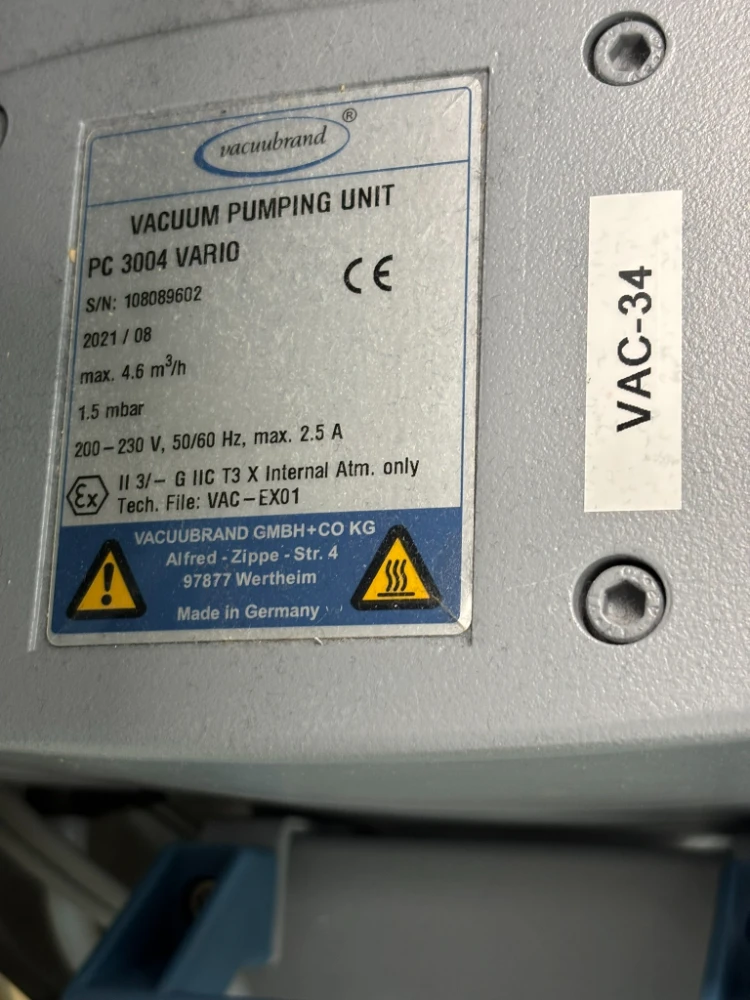 vacuubrand ®
VACUUM PUMPING UNIT
PC 3004 VARIO
CE
S/N: 108089602
2021 / 08
max. 4.6 m³/h
1.5 mbar
200-230 V, 50/60 Hz, max. 2.5 A
Ex II 3/- G IIC T3 X Internal Atm. only
Tech. File: VAC-EX01
VACUUBRAND GMBH+CO KG
Alfred - Zippe - Str. 4
97877 Wertheim
Made in Germany
VAC-34